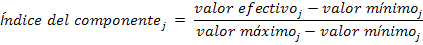 Índice del componente_j = (valor efectivo_j − valor mínimo_j) / (valor máximo_j − valor mínimo_j)